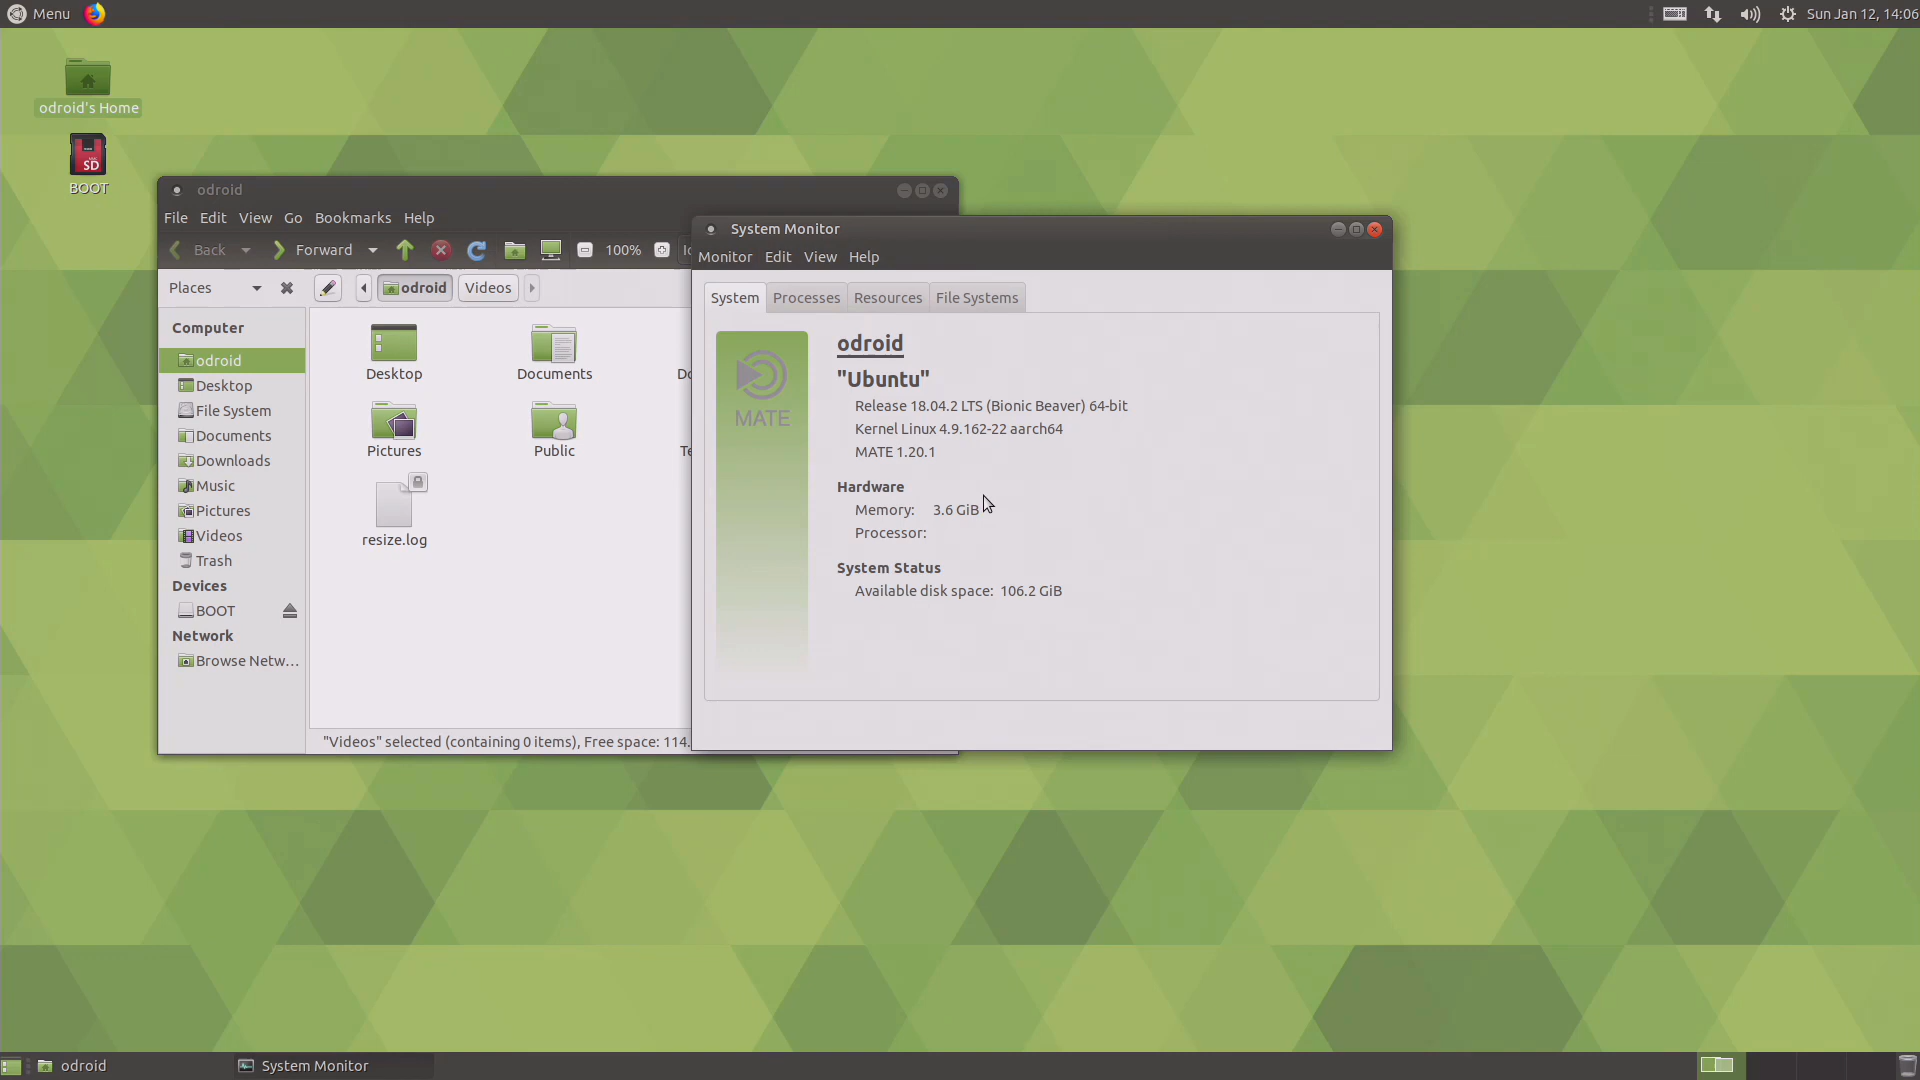 Menu
Sun Jan 12, 14:06
odroid's Home
SD
BOOT
odroid
File Edit View Go Bookmarks Help
Back Forward 100%
Places odroid Videos
Computer
odroid
Desktop
File System
Documents
Downloads
Music
Pictures
Videos
Trash
Devices
BOOT
Network
Browse Netw...
Desktop Documents
Pictures Public
resize.log
"Videos" selected (containing 0 items), Free space: 114.
System Monitor
Monitor Edit View Help
System Processes Resources File Systems
MATE
odroid
"Ubuntu"
Release 18.04.2 LTS (Bionic Beaver) 64-bit
Kernel Linux 4.9.162-22 aarch64
MATE 1.20.1
Hardware
Memory: 3.6 GiB
Processor:
System Status
Available disk space: 106.2 GiB
odroid System Monitor